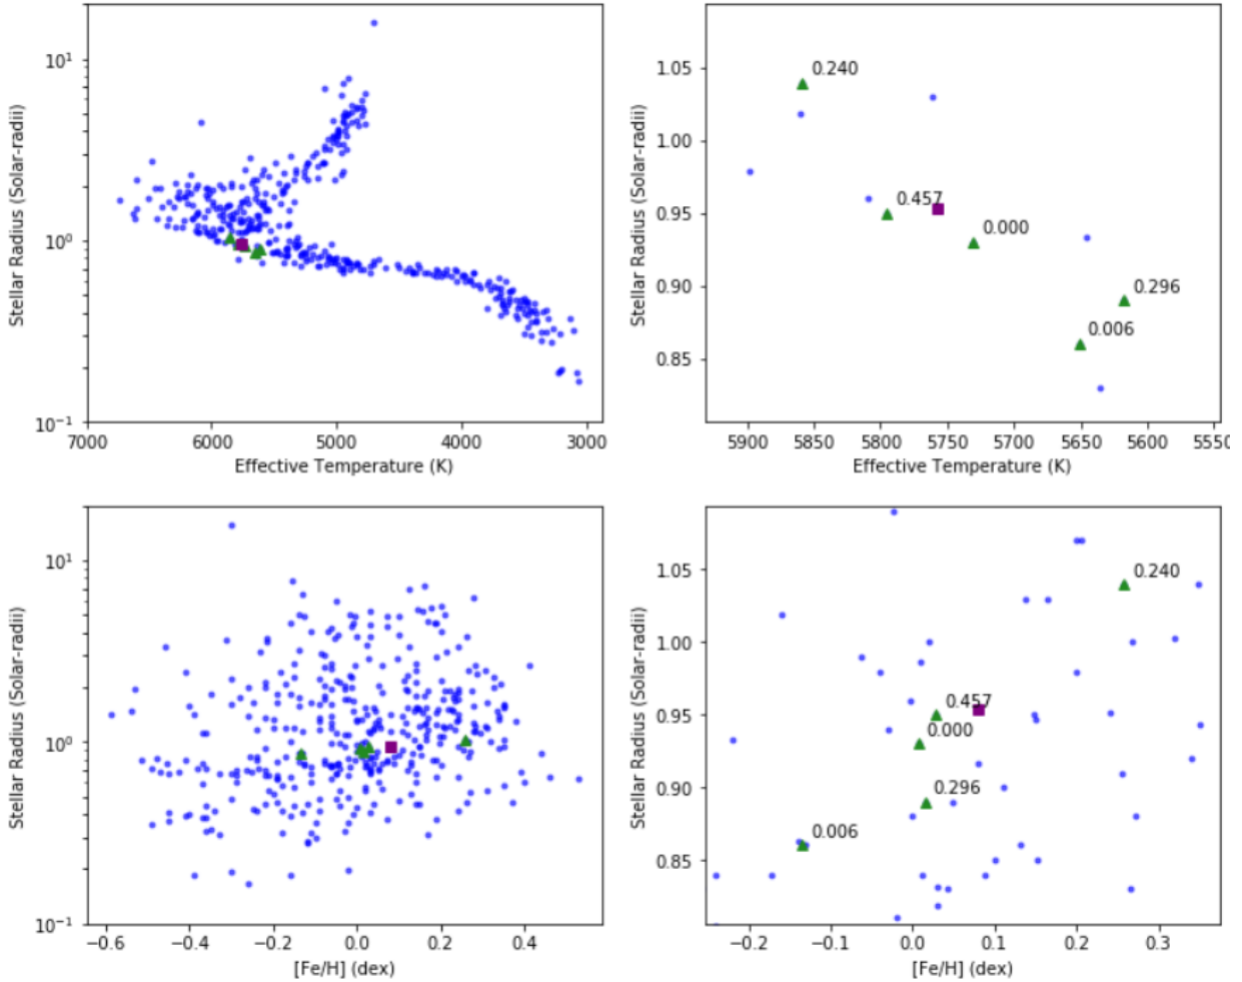 10¹
10⁰
10⁻¹
Stellar Radius (Solar-radii)
7000 6000 5000 4000 3000
Effective Temperature (K)
1.05
1.00
0.95
0.90
0.85
Stellar Radius (Solar-radii)
0.240
0.457
0.000
0.296
0.006
5900 5850 5800 5750 5700 5650 5600 5550
Effective Temperature (K)
10¹
10⁰
10⁻¹
Stellar Radius (Solar-radii)
−0.6 −0.4 −0.2 0.0 0.2 0.4
[Fe/H] (dex)
1.05
1.00
0.95
0.90
0.85
Stellar Radius (Solar-radii)
0.240
0.457
0.000
0.296
0.006
−0.2 −0.1 0.0 0.1 0.2 0.3
[Fe/H] (dex)